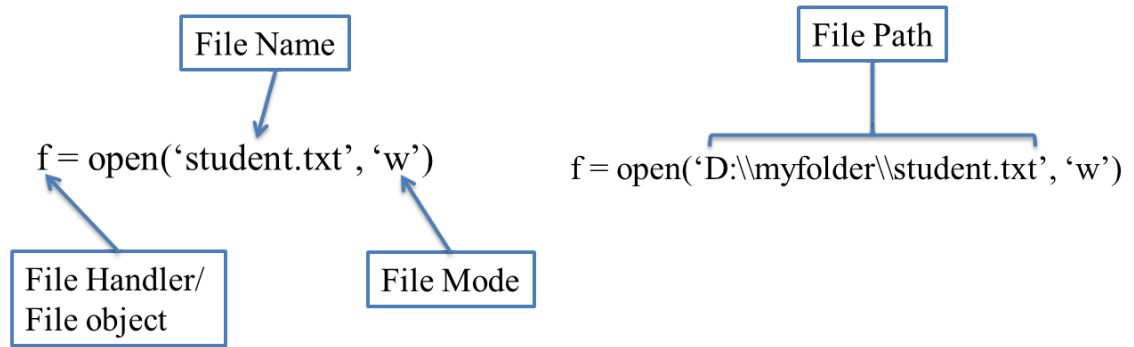 File Name
f = open(‘student.txt’, ‘w’)
File Handler/
File object
File Mode
File Path
f = open(‘D:\\myfolder\\student.txt’, ‘w’)